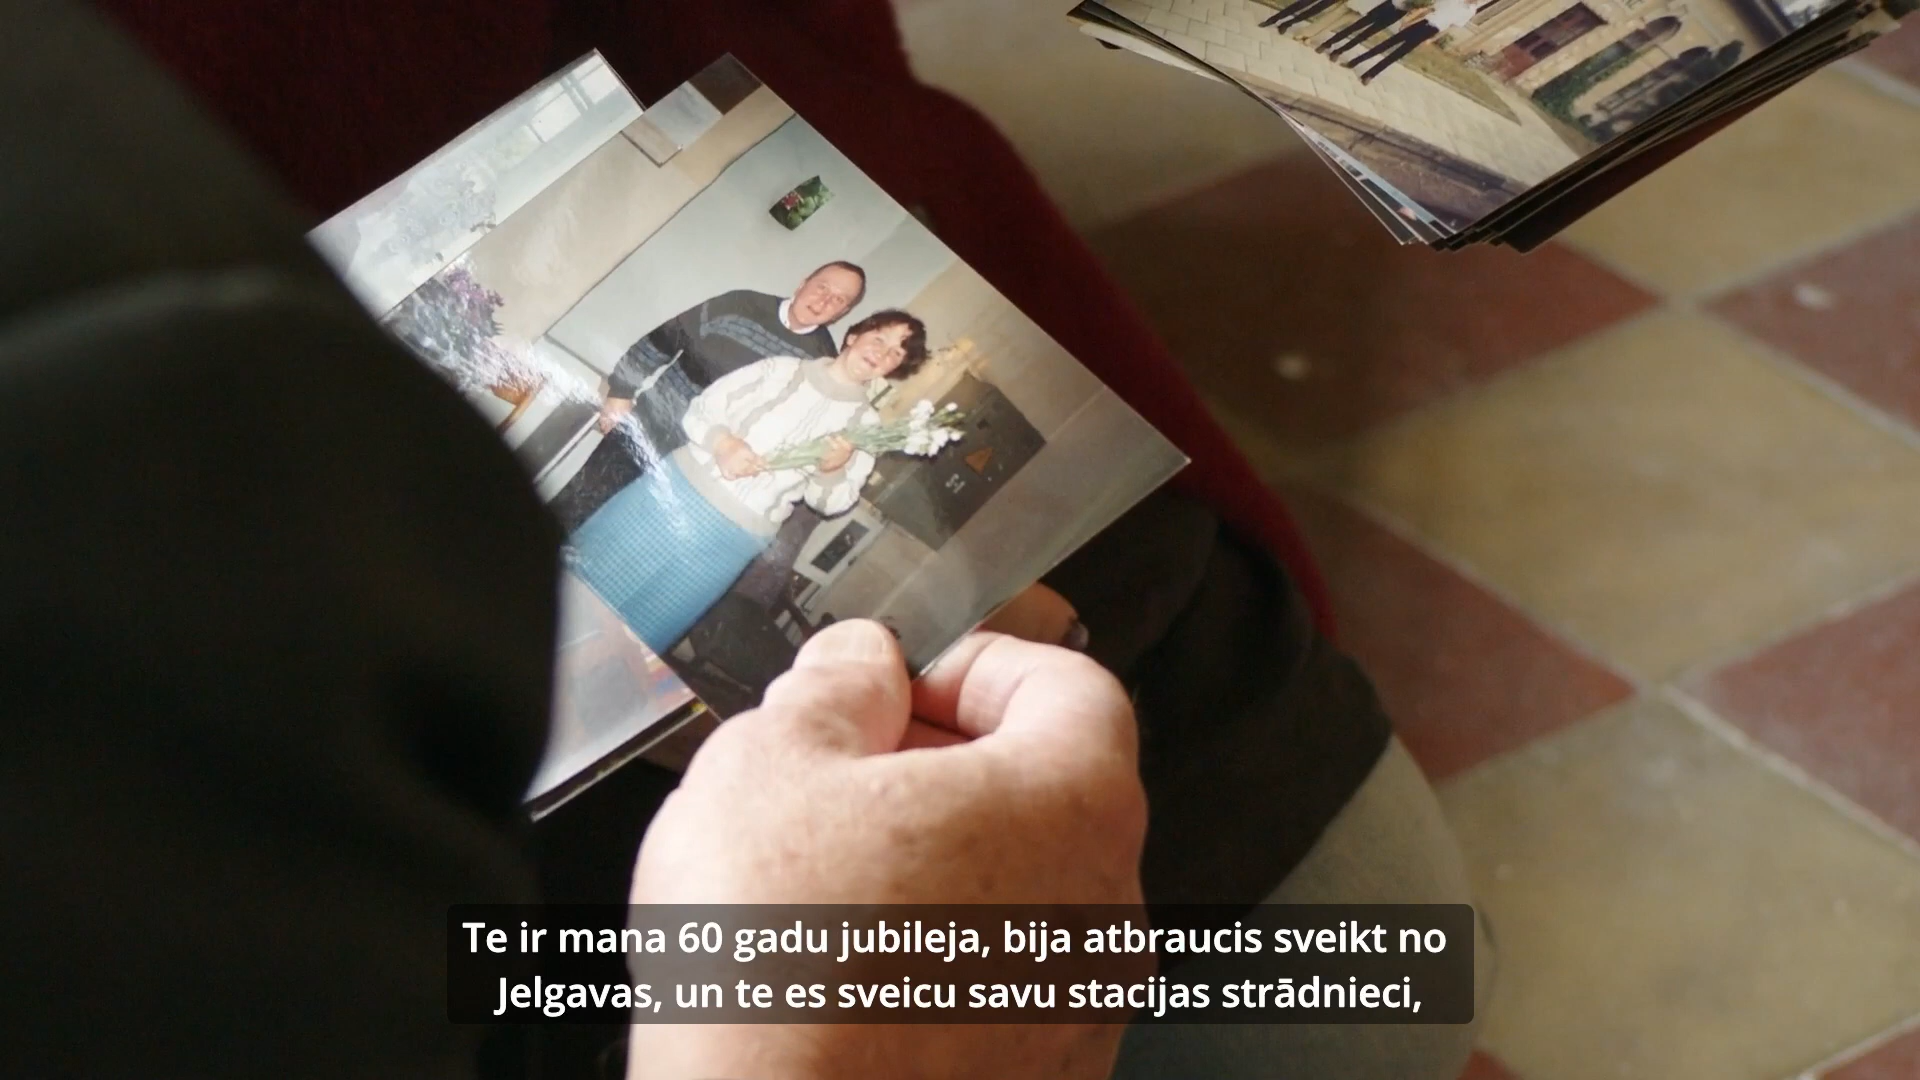 Te ir mana 60 gadu jubileja, bija atbraucis sveikt no
Jelgavas, un te es sveicu savu stacijas strādnieci,